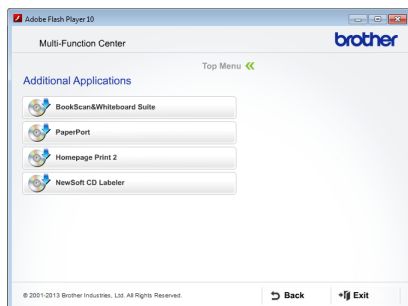 Adobe Flash Player 10
Multi-Function Center
brother
Top Menu
Additional Applications
BookScan&Whiteboard Suite
PaperPort
Homepage Print 2
NewSoft CD Labeler
© 2001-2013 Brother Industries, Ltd. All Rights Reserved.
Back
Exit